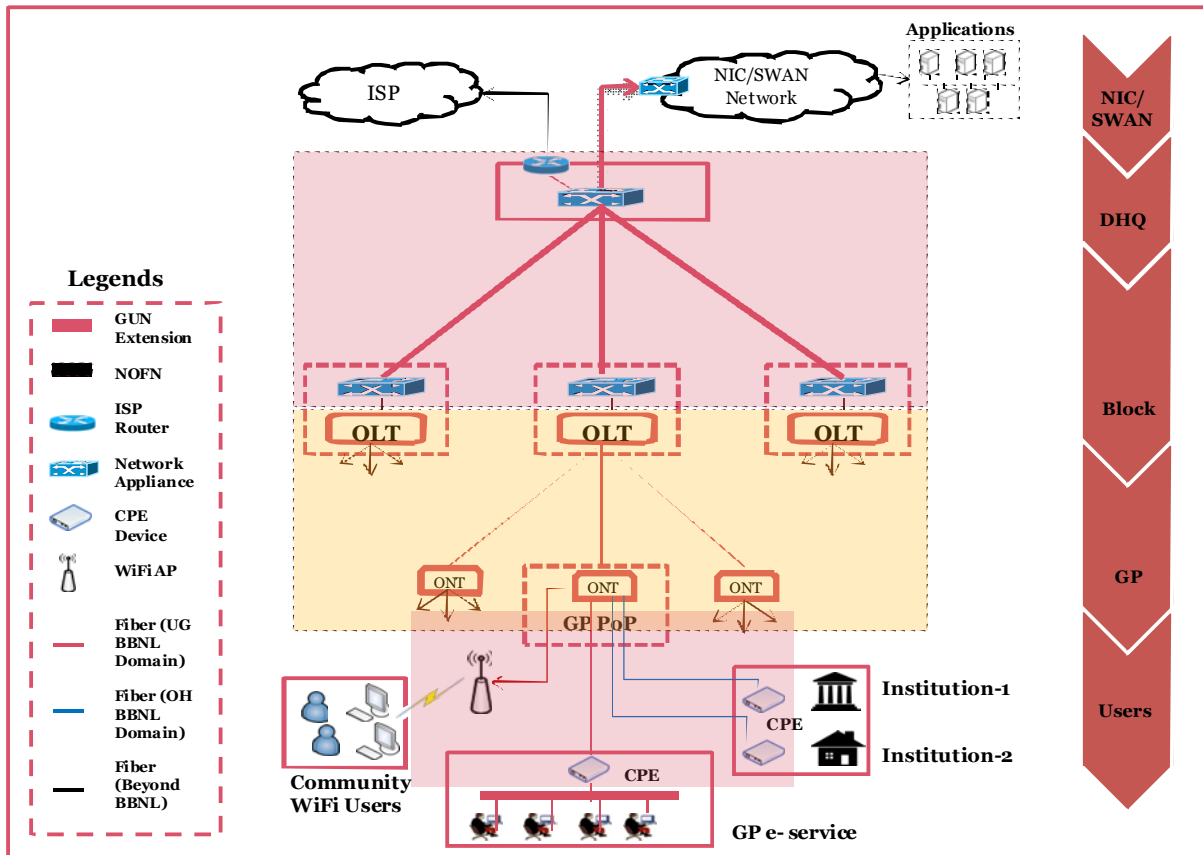 Applications
ISP
NIC/SWAN
Network
NIC/
SWAN
DHQ
Block
GP
Users
Legends
GUN
Extension
NOFN
ISP
Router
Network
Appliance
CPE
Device
WiFi AP
Fiber (UG
BBNL
Domain)
Fiber (OH
BBNL
Domain)
Fiber
(Beyond
BBNL)
OLT
OLT
OLT
ONT
ONT
ONT
GP PoP
Institution-1
CPE
Institution-2
Community
WiFi Users
CPE
GP e- service